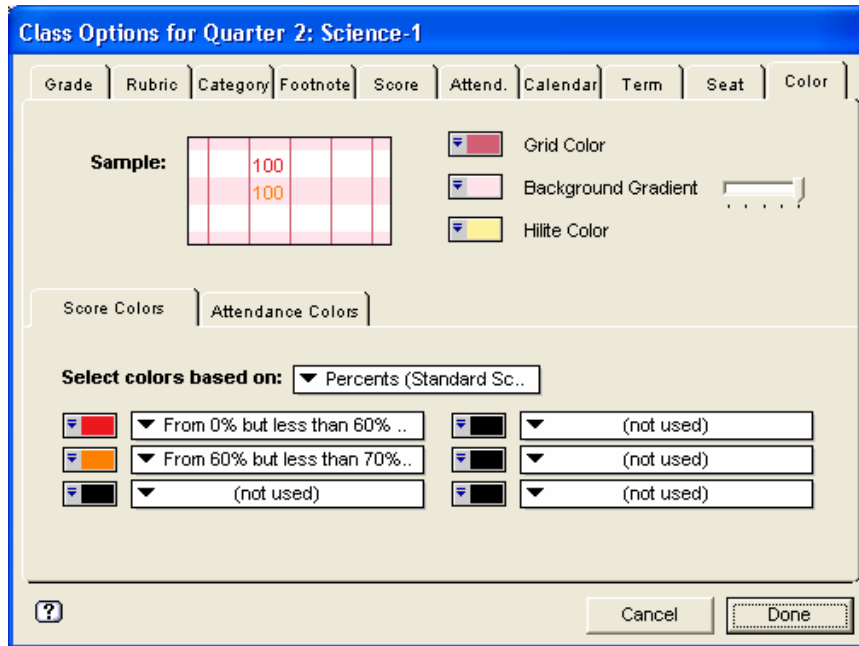 Class Options for Quarter 2: Science-1
Grade Rubric Category Footnote Score Attend. Calendar Term Seat Color
Sample:
100
100
Grid Color
Background Gradient
Hilite Color
Score Colors Attendance Colors
Select colors based on: Percents (Standard Sc..
From 0% but less than 60% .. (not used)
From 60% but less than 70%.. (not used)
(not used) (not used)
? Cancel Done